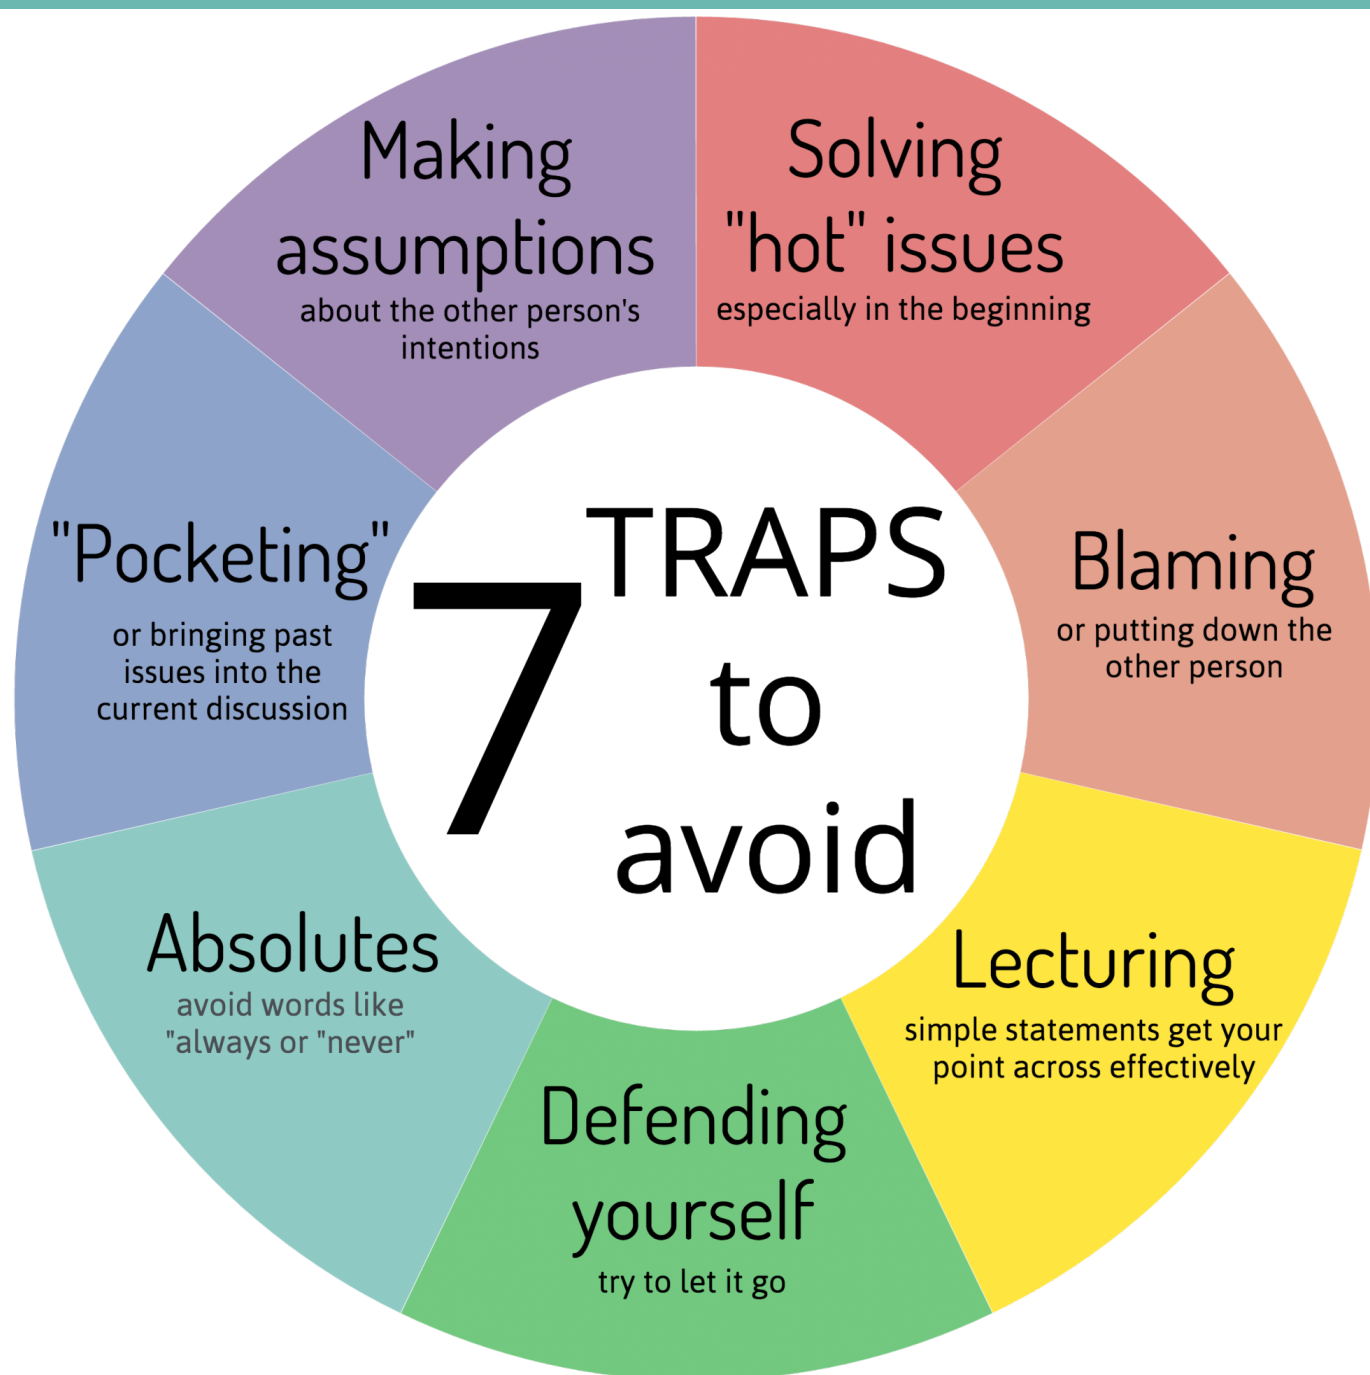 7
TRAPS
to
avoid
Solving
"hot" issues
especially in the beginning
Blaming
or putting down the
other person
Lecturing
simple statements get your
point across effectively
Defending
yourself
try to let it go
Absolutes
avoid words like
"always or "never"
"Pocketing"
or bringing past
issues into the
current discussion
Making
assumptions
about the other person's
intentions